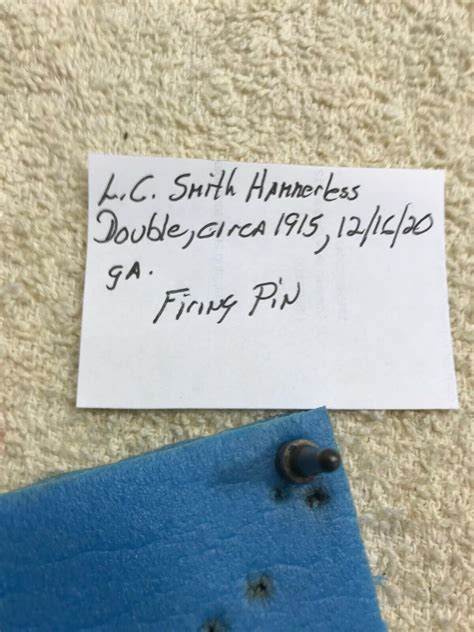 L.C. Smith Hammerless
Double, circa 1915, 12/16/20
ga.
Firing Pin